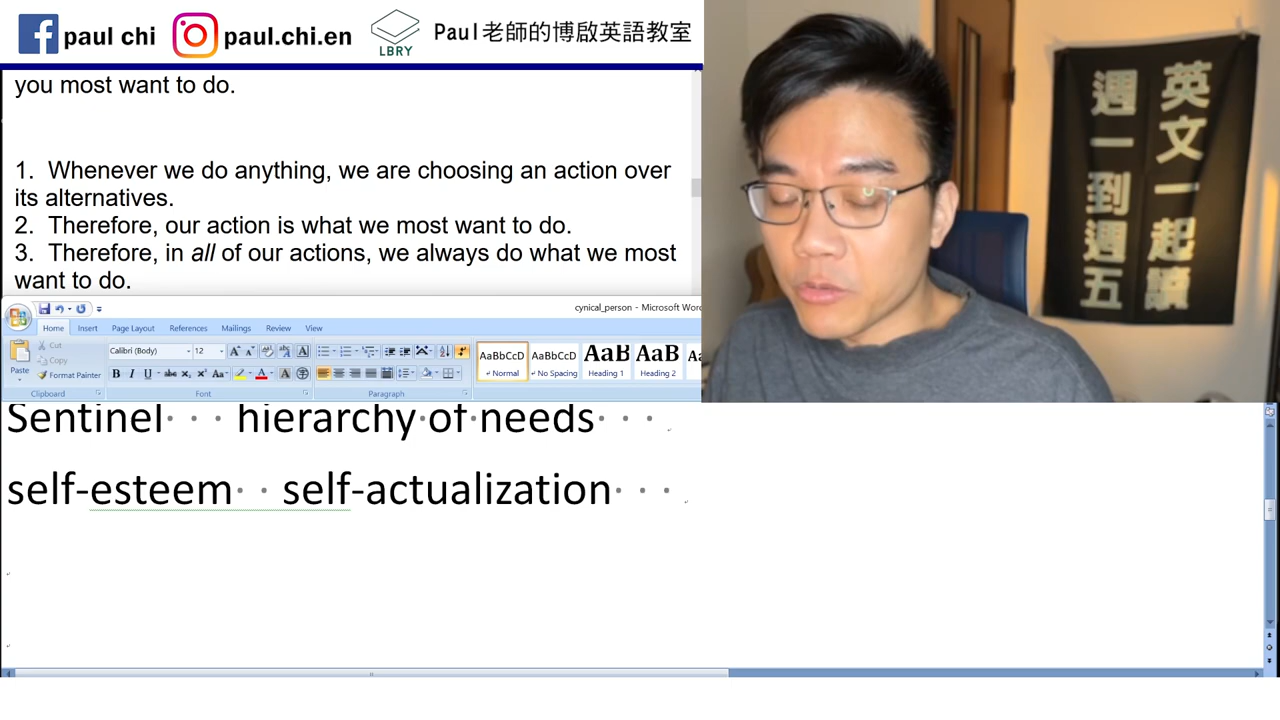 paul chi
paul.chi.en
LBRY
Paul老師的博啟英語教室
you most want to do.
1. Whenever we do anything, we are choosing an action over
its alternatives.
2. Therefore, our action is what we most want to do.
3. Therefore, in all of our actions, we always do what we most
want to do.
英文一起讀
週一到週五
cynical_person - Microsoft Word
Home Insert Page Layout References Mailings Review View
Paste
Cut
Copy
Format Painter
Calibri (Body) 12
AaBbCcD AaBbCcD AaB AaB Aa
Normal No Spacing Heading 1 Heading 2
Clipboard Font Paragraph
Sentinel hierarchy of needs
self-esteem self-actualization